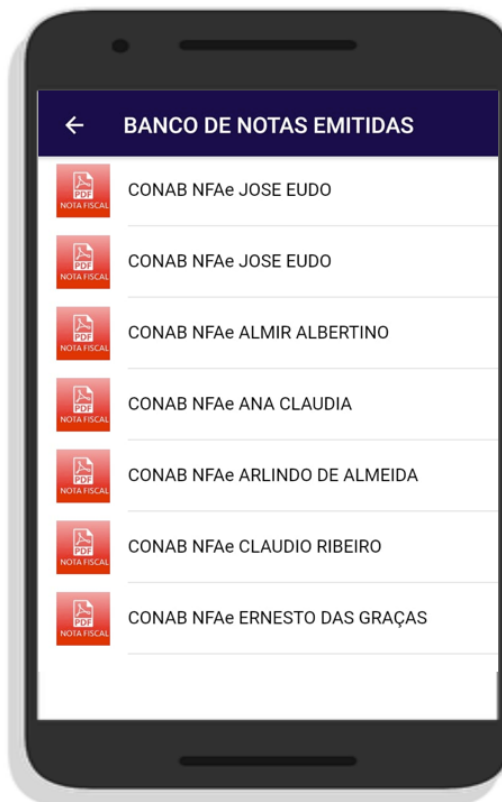 BANCO DE NOTAS EMITIDAS
PDF
NOTA FISCAL
CONAB NFAe JOSE EUDO
PDF
NOTA FISCAL
CONAB NFAe JOSE EUDO
PDF
NOTA FISCAL
CONAB NFAe ALMIR ALBERTINO
PDF
NOTA FISCAL
CONAB NFAe ANA CLAUDIA
PDF
NOTA FISCAL
CONAB NFAe ARLINDO DE ALMEIDA
PDF
NOTA FISCAL
CONAB NFAe CLAUDIO RIBEIRO
PDF
NOTA FISCAL
CONAB NFAe ERNESTO DAS GRAÇAS